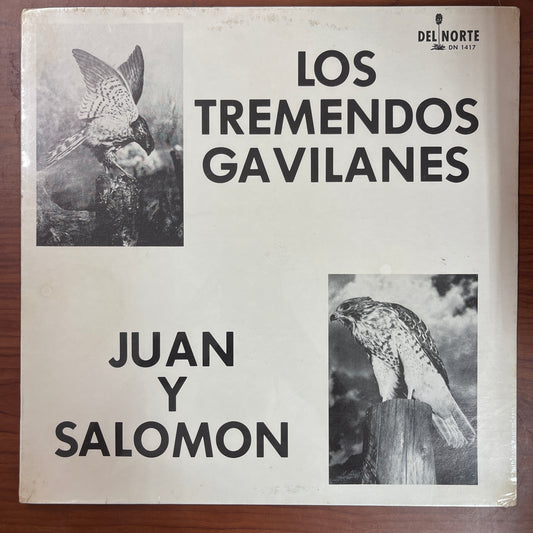 DEL NORTE
DN 1417
LOS
TREMENDOS
GAVILANES
JUAN
Y
SALOMON